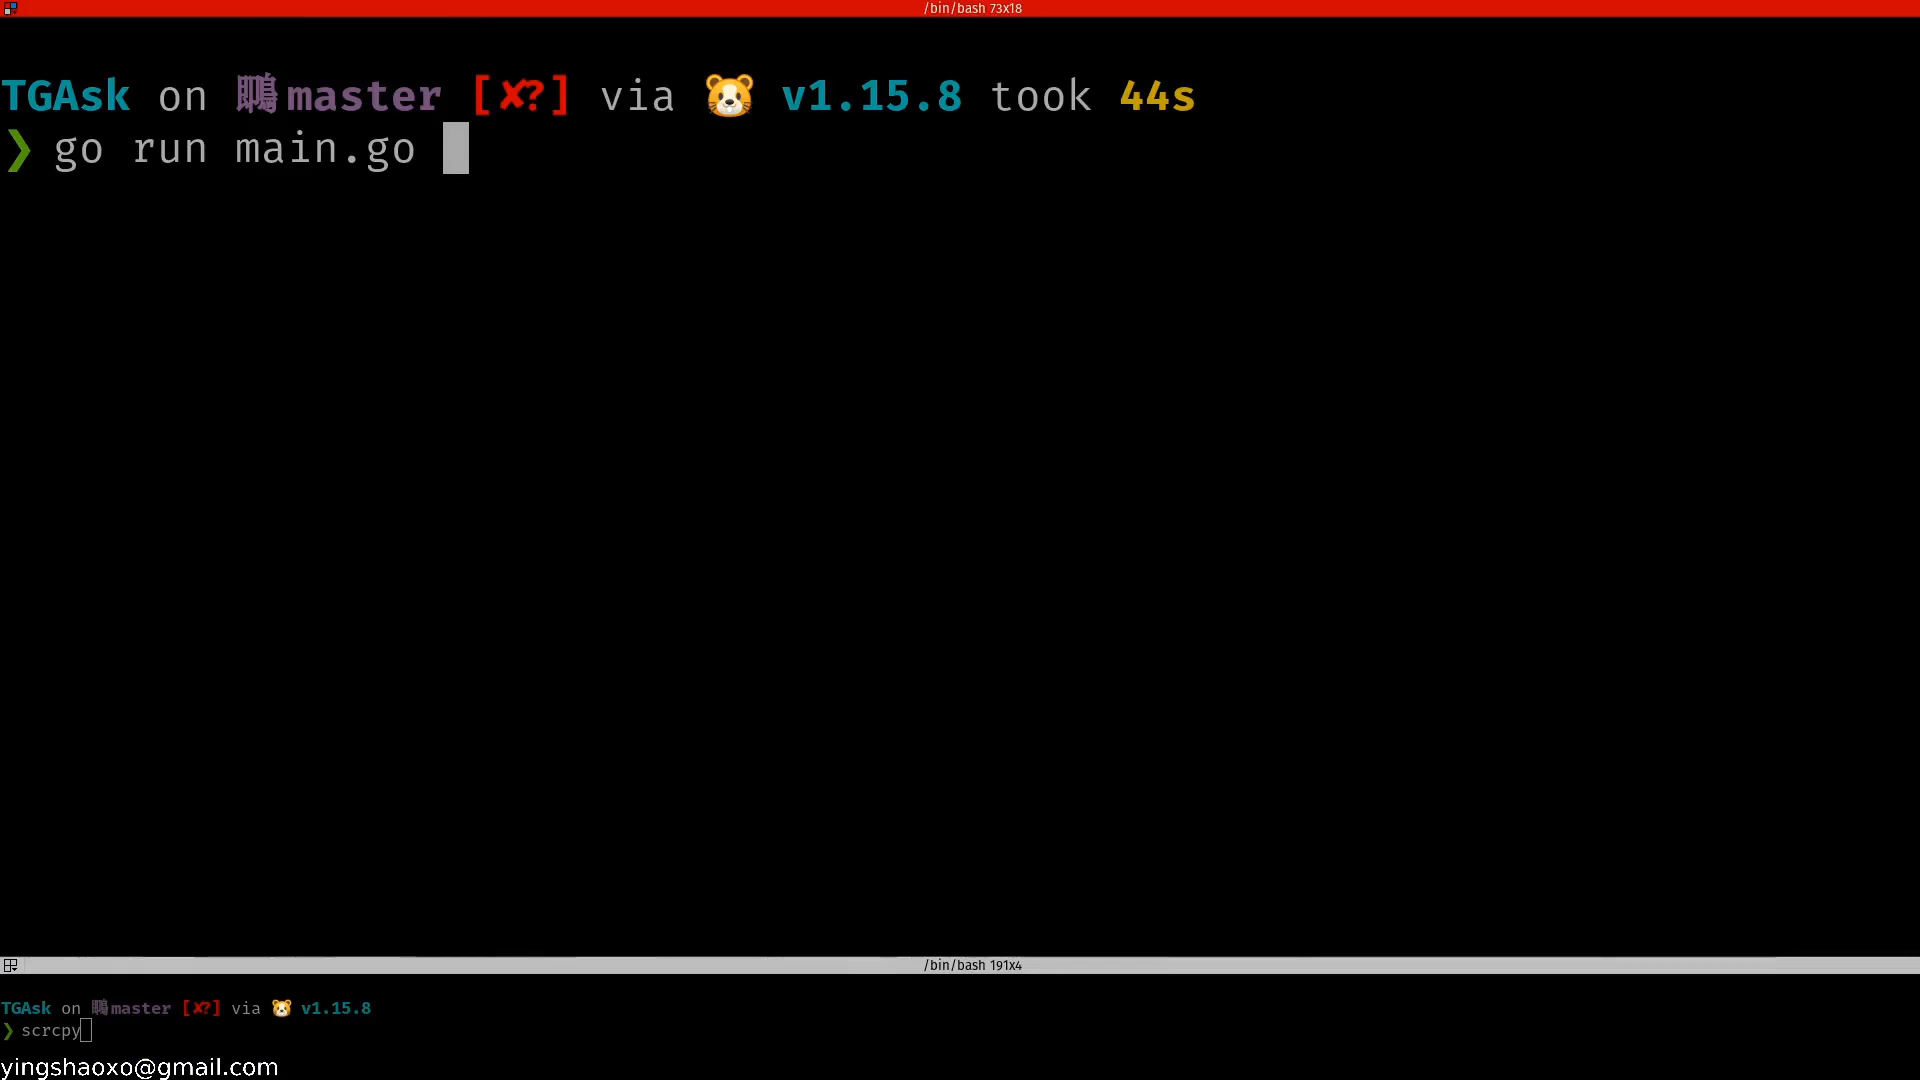 /bin/bash 73x18
TGAsk on 鵰master [✘?] via 🐹 v1.15.8 took 44s
❯ go run main.go
/bin/bash 191x4
TGAsk on 鵰master [✘?] via 🐹 v1.15.8
❯ scrcpy
yingshaoxo@gmail.com